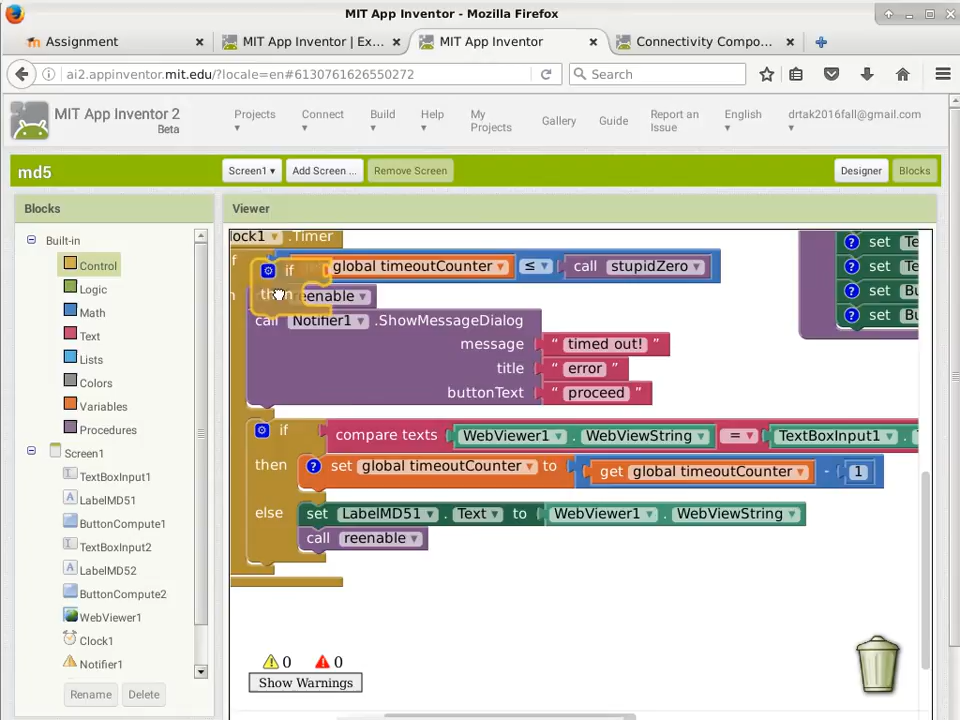 MIT App Inventor - Mozilla Firefox
Assignment
MIT App Inventor | Ex...
MIT App Inventor
Connectivity Compo...
ai2.appinventor.mit.edu/?locale=en#6130761626550272
Search
MIT App Inventor 2
Beta
Projects
Connect
Build
Help
My Projects
Gallery
Guide
Report an Issue
English
drtak2016fall@gmail.com
md5
Screen1
Add Screen ...
Remove Screen
Designer
Blocks
Blocks
Viewer
Built-in
Control
Logic
Math
Text
Lists
Colors
Variables
Procedures
Screen1
TextBoxInput1
LabelMD51
ButtonCompute1
TextBoxInput2
LabelMD52
ButtonCompute2
WebViewer1
Clock1
Notifier1
Rename
Delete
lock1 .Timer
if
global timeoutCounter ≤ call stupidZero
then
reenable
call Notifier1 .ShowMessageDialog
message " timed out! "
title " error "
buttonText " proceed "
if compare texts WebViewer1 . WebViewString = TextBoxInput1 .
then ? set global timeoutCounter to get global timeoutCounter - 1
else set LabelMD51 . Text to WebViewer1 . WebViewString
call reenable
? set Te
? set Te
? set Bu
? set Bu
0
0
Show Warnings